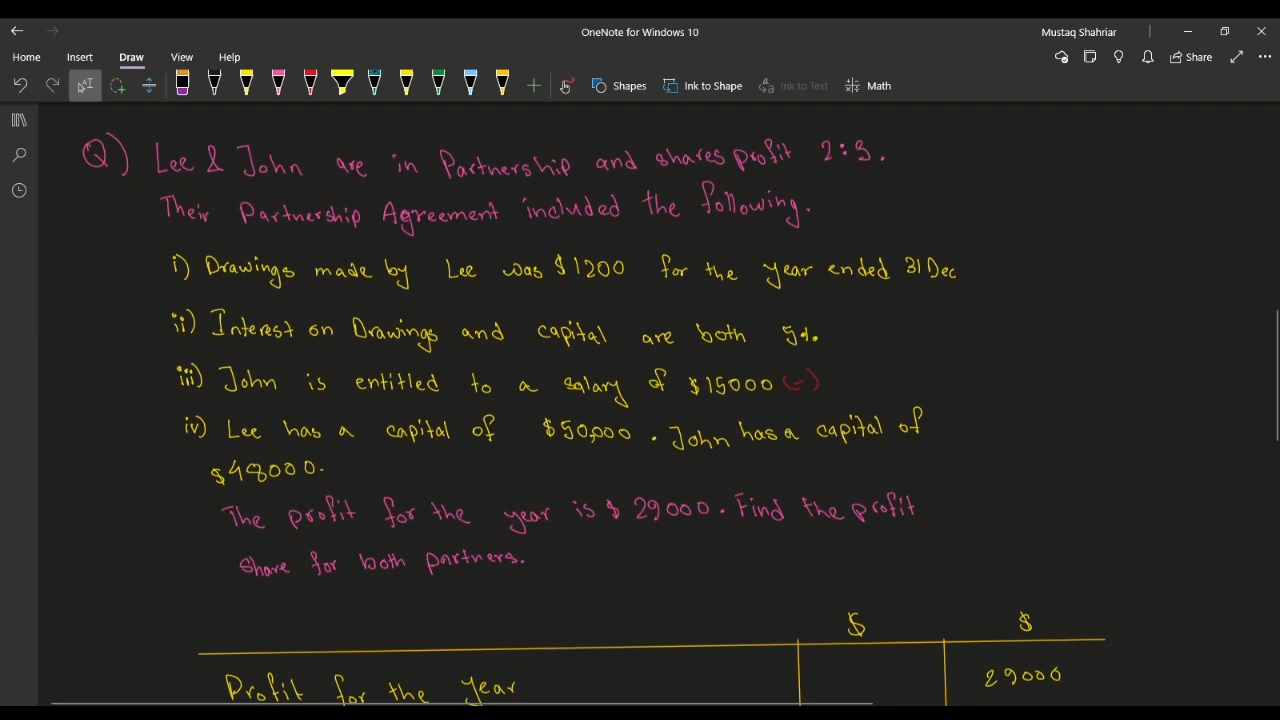 OneNote for Windows 10
Mustaq Shahriar
Home Insert Draw View Help
Share
Shapes Ink to Shape Ink to Text Math
Q) Lee & John are in Partnership and shares profit 2:3.
Their Partnership Agreement included the following.
i) Drawings made by Lee was $1200 for the year ended 31 Dec
ii) Interest on Drawings and capital are both 5%.
iii) John is entitled to a salary of $15000 (-)
iv) Lee has a capital of $50,000. John has a capital of
$48000.
The profit for the year is $29000. Find the profit
share for both partners.
$ $
Profit for the year 29000